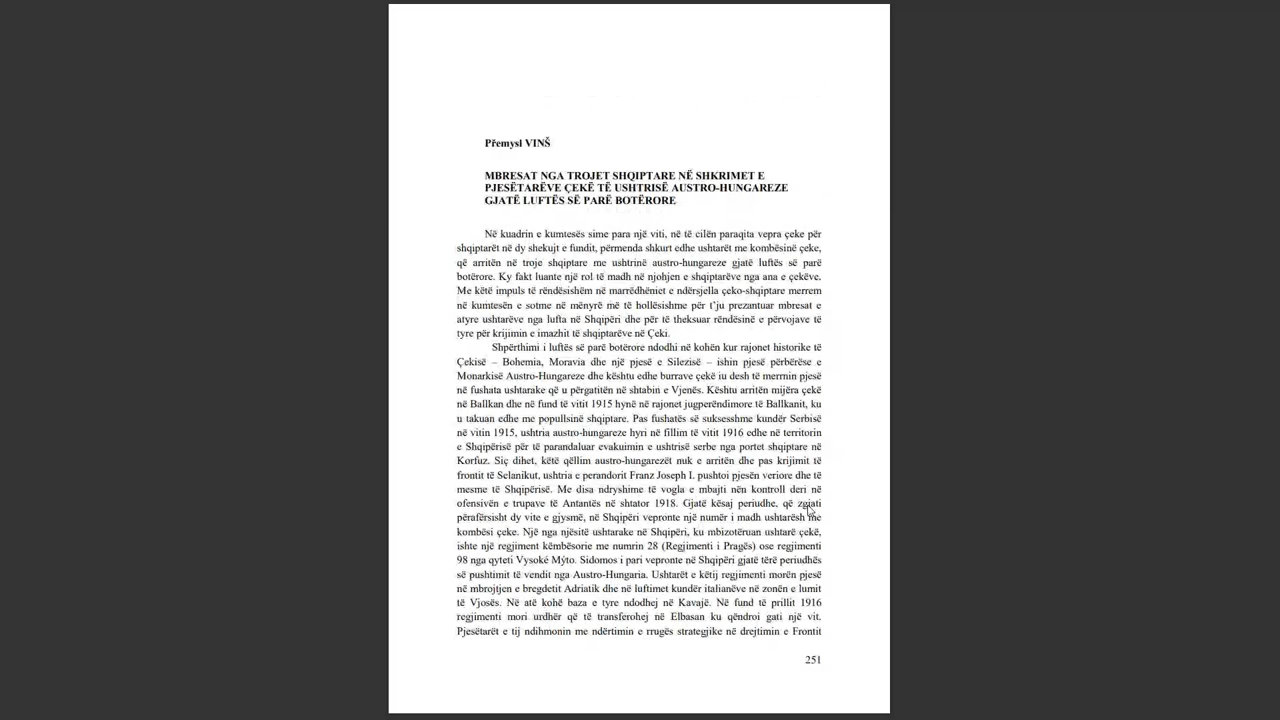 Přemysl VINŠ
MBRESAT NGA TROJET SHQIPTARE NË SHKRIMET E
PJESËTARËVE ÇEKË TË USHTRISË AUSTRO-HUNGAREZE
GJATË LUFTËS SË PARË BOTËRORE
Në kuadrin e kumtesës sime para një viti, në të cilën paraqita vepra çeke për
shqiptarët në dy shekujt e fundit, përmenda shkurt edhe ushtarët me kombësinë çeke,
që arritën në troje shqiptare me ushtrinë austro-hungareze gjatë luftës së parë
botërore. Ky fakt luante një rol të madh në njohjen e shqiptarëve nga ana e çekëve.
Me këtë impuls të rëndësishëm në marrëdhëniet e ndërsjella çeko-shqiptare merrem
në kumtesën e sotme në mënyrë më të hollësishme për t’ju prezantuar mbresat e
atyre ushtarëve nga lufta në Shqipëri dhe për të theksuar rëndësinë e përvojave të
tyre për krijimin e imazhit të shqiptarëve në Çeki.
Shpërthimi i luftës së parë botërore ndodhi në kohën kur rajonet historike të
Çekisë – Bohemia, Moravia dhe një pjesë e Silezisë – ishin pjesë përbërëse e
Monarkisë Austro-Hungareze dhe kështu edhe burrave çekë iu desh të merrnin pjesë
në fushata ushtarake që u përgatitën në shtabin e Vjenës. Kështu arritën mijëra çekë
në Ballkan dhe në fund të vitit 1915 hynë në rajonet jugperëndimore të Ballkanit, ku
u takuan edhe me popullsinë shqiptare. Pas fushatës së suksesshme kundër Serbisë
në vitin 1915, ushtria austro-hungareze hyri në fillim të vitit 1916 edhe në territorin
e Shqipërisë për të parandaluar evakuimin e ushtrisë serbe nga portet shqiptare në
Korfuz. Siç dihet, këtë qëllim austro-hungarezët nuk e arritën dhe pas krijimit të
frontit të Selanikut, ushtria e perandorit Franz Joseph I. pushtoi pjesën veriore dhe të
mesme të Shqipërisë. Me disa ndryshime të vogla e mbajti nën kontroll deri në
ofensivën e trupave të Antantës në shtator 1918. Gjatë kësaj periudhe, që zgjati
përafërsisht dy vite e gjysmë, në Shqipëri vepronte një numër i madh ushtarësh me
kombësi çeke. Një nga njësitë ushtarake në Shqipëri, ku mbizotëruan ushtarë çekë,
ishte një regjiment këmbësorie me numrin 28 (Regjimenti i Pragës) ose regjimenti
98 nga qyteti Vysoké Mýto. Sidomos i pari vepronte në Shqipëri gjatë tërë periudhës
së pushtimit të vendit nga Austro-Hungaria. Ushtarët e këtij regjimenti morën pjesë
në mbrojtjen e bregdetit Adriatik dhe në luftimet kundër italianëve në zonën e lumit
të Vjosës. Në atë kohë baza e tyre ndodhej në Kavajë. Në fund të prillit 1916
regjimenti mori urdhër që të transferohej në Elbasan ku qëndroi gati një vit.
Pjesëtarët e tij ndihmonin me ndërtimin e rrugës strategjike në drejtimin e Frontit
251